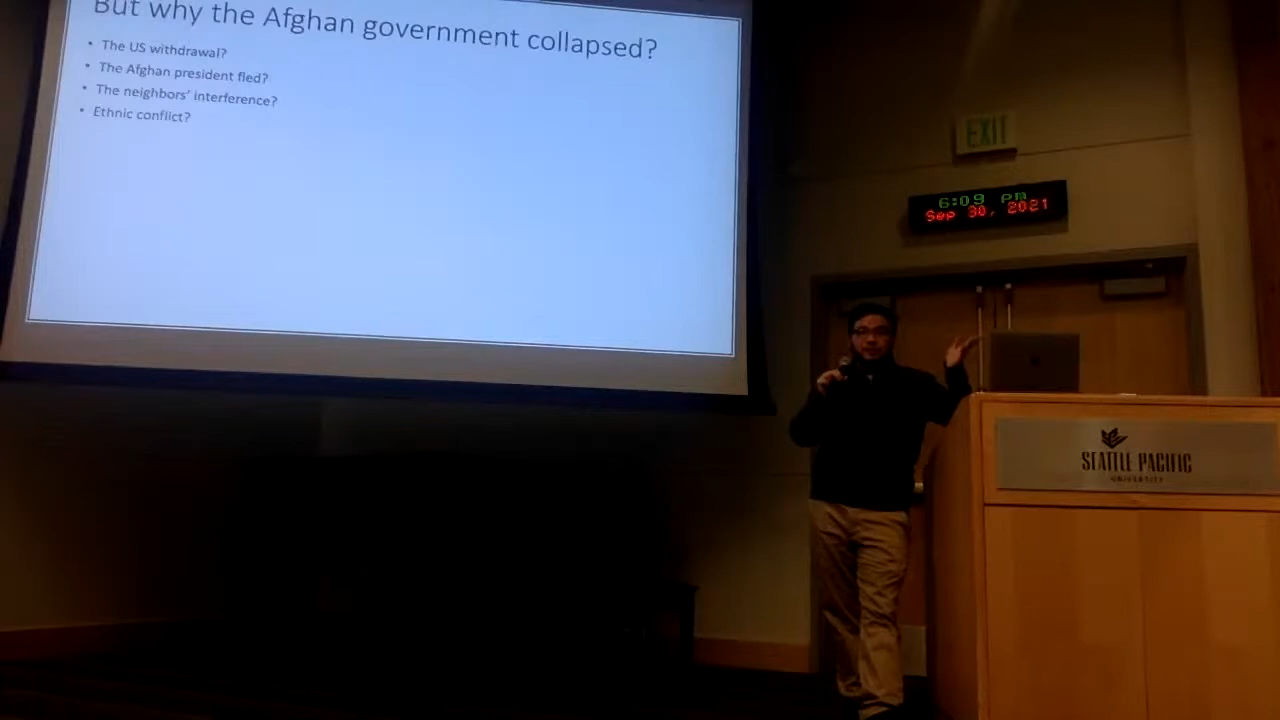 But why the Afghan government collapsed?
• The US withdrawal?
• The Afghan president fled?
• The neighbors' interference?
• Ethnic conflict?
EXIT
6:09 pm
Sep 30, 2021
SEATTLE PACIFIC
UNIVERSITY